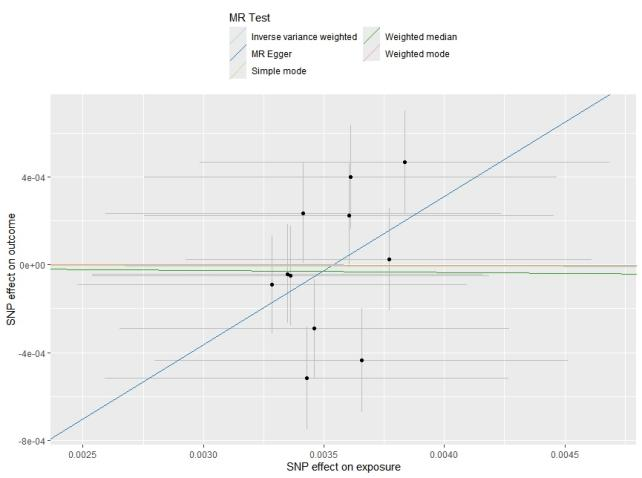 MR Test
Inverse variance weighted
Weighted median
MR Egger
Weighted mode
Simple mode
SNP effect on outcome
4e-04
0e+00
-4e-04
-8e-04
0.0025
0.0030
0.0035
0.0040
0.0045
SNP effect on exposure